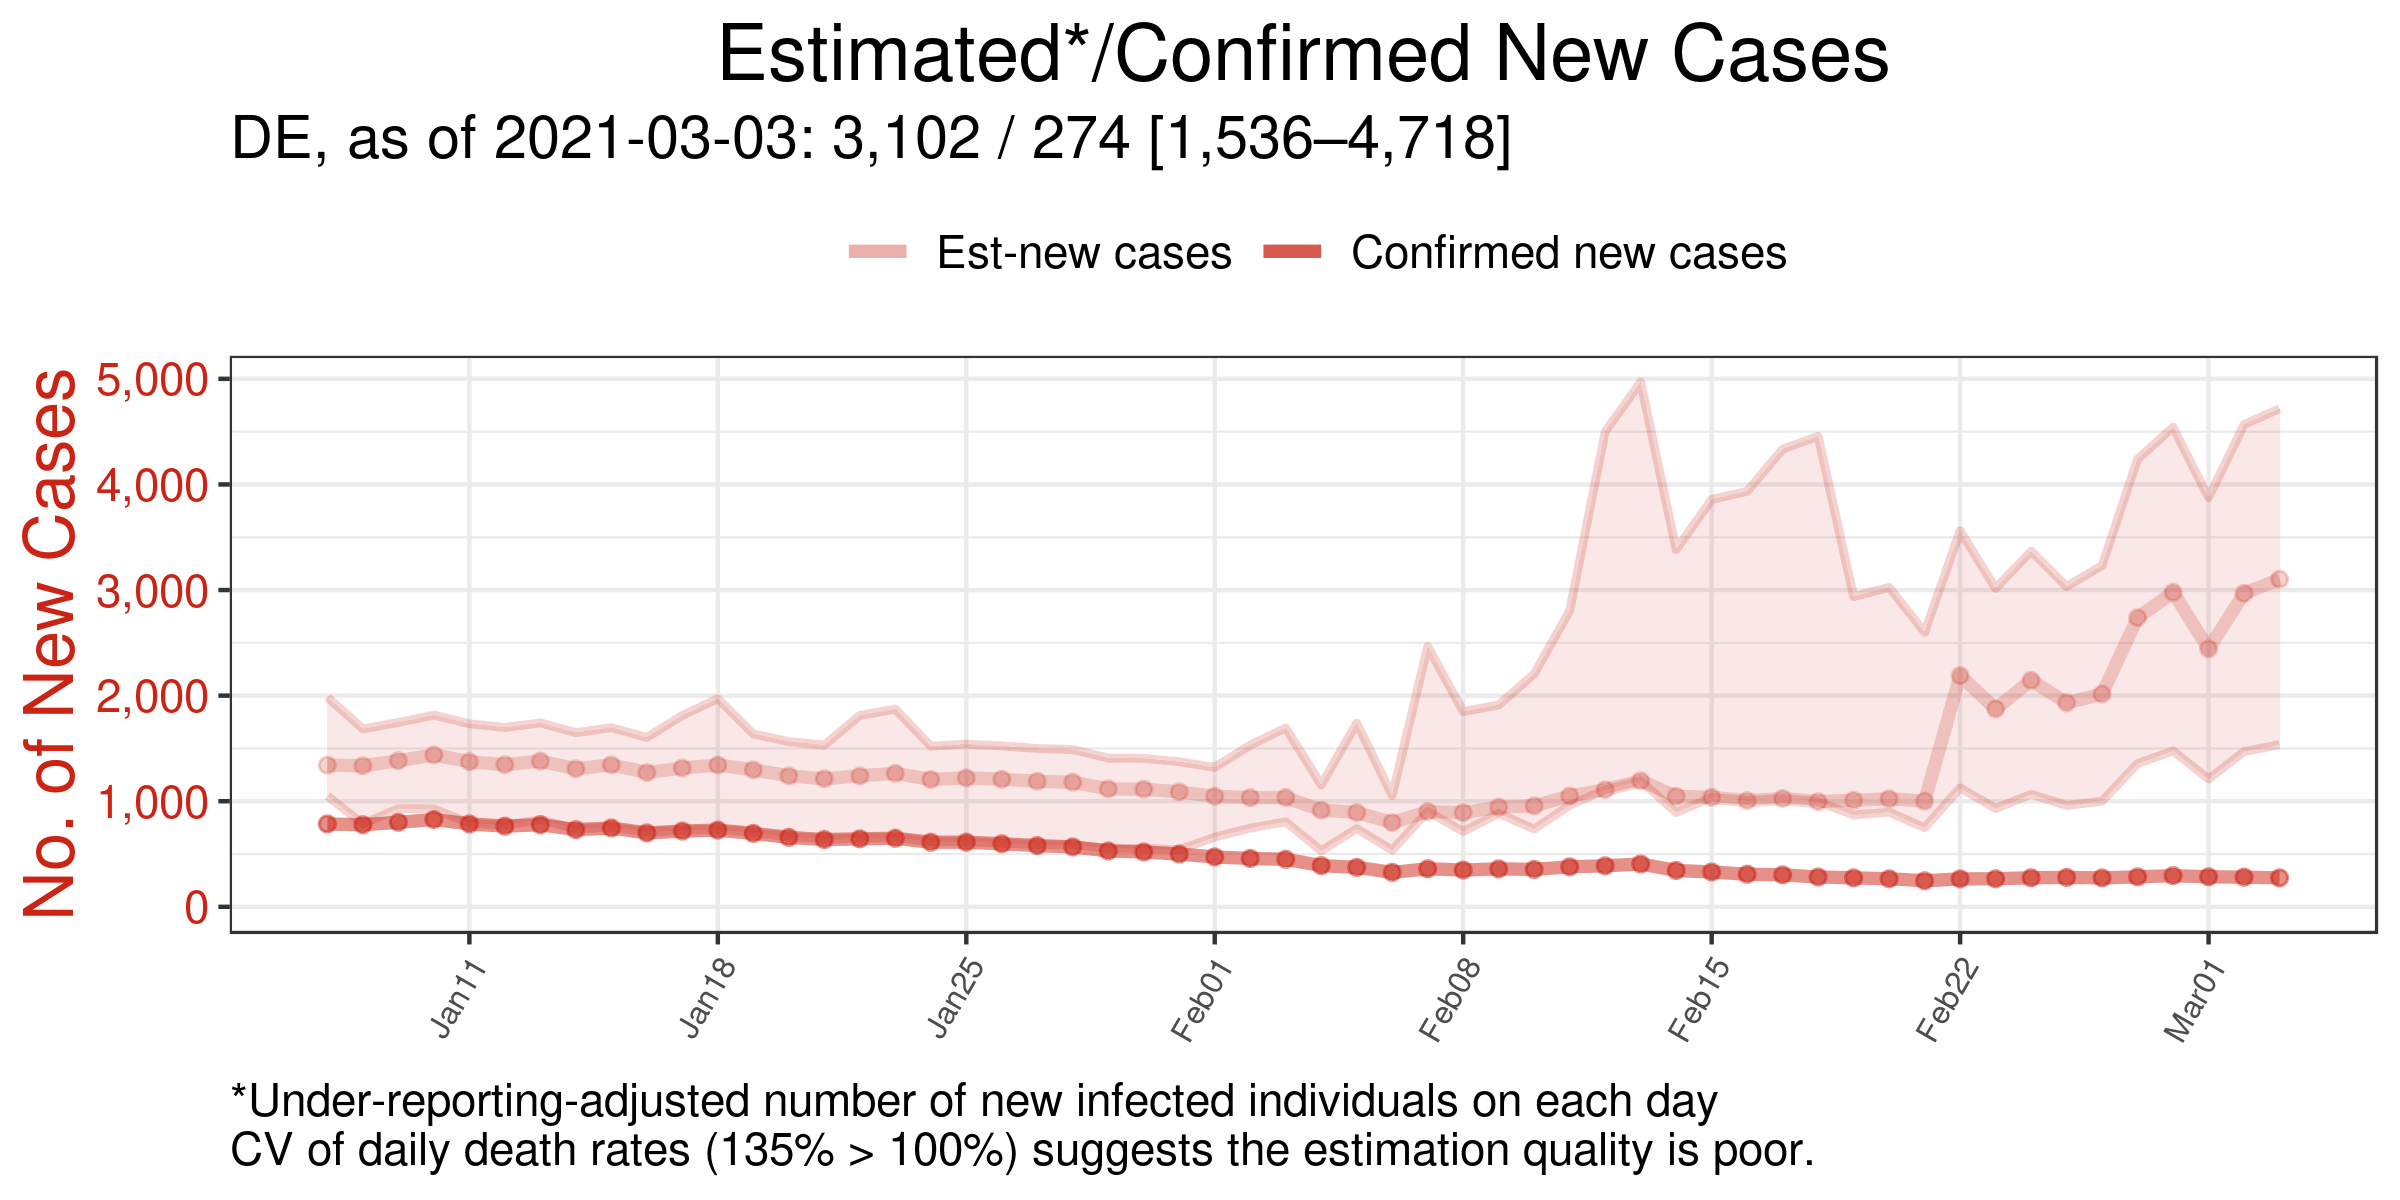 Estimated*/Confirmed New Cases
DE, as of 2021-03-03: 3,102 / 274 [1,536–4,718]
Est-new cases
Confirmed new cases
No. of New Cases
5,000
4,000
3,000
2,000
1,000
0
Jan11
Jan18
Jan25
Feb01
Feb08
Feb15
Feb22
Mar01
*Under-reporting-adjusted number of new infected individuals on each day
CV of daily death rates (135% > 100%) suggests the estimation quality is poor.